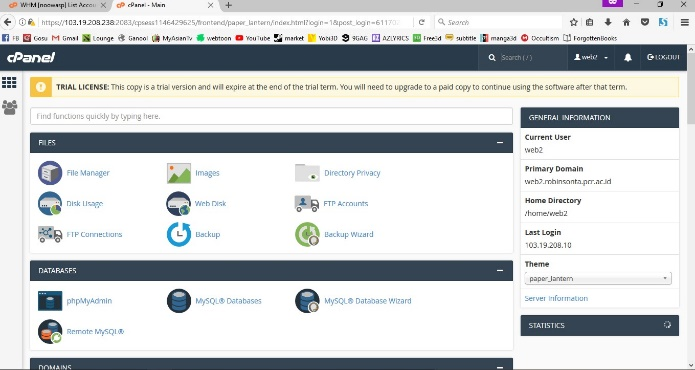 WHM [noowarp] List Accou
cPanel - Main
https://103.19.208.238:2083/cpsess1146429625/frontend/paper_lantern/index.html?login=1&post_login=61170
Search
FB
Gosu
Gmail
Lounge
Ganool
MyAsianTv
webtoon
YouTube
market
Yobi3D
9GAG
AZLYRICS
Free3d
subtitle
manga3d
Occultism
ForgottenBooks
cPanel
Search ( / )
web2
LOGOUT
TRIAL LICENSE: This copy is a trial version and will expire at the end of the trial term. You will need to upgrade to a paid copy to continue using the software after that term.
Find functions quickly by typing here.
FILES
File Manager
Images
Directory Privacy
Disk Usage
Web Disk
FTP Accounts
FTP Connections
Backup
Backup Wizard
DATABASES
phpMyAdmin
MySQL® Databases
MySQL® Database Wizard
Remote MySQL®
DOMAINS
GENERAL INFORMATION
Current User
web2
Primary Domain
web2.robinsonta.pcr.ac.id
Home Directory
/home/web2
Last Login
103.19.208.10
Theme
paper_lantern
Server Information
STATISTICS